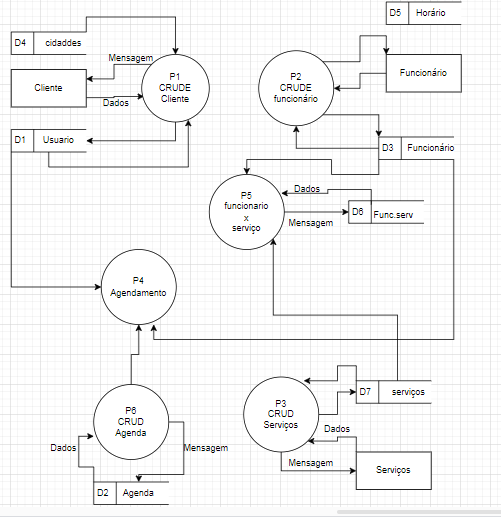 D5 Horário
D4 cidaddes
Mensagem
P1
CRUDE
Cliente
P2
CRUDE
funcionário
Funcionário
Cliente
Dados
D1 Usuario
D3 Funcionário
Dados
P5
funcionario
x
serviço
D6 Func.serv
Mensagem
P4
Agendamento
P3
CRUD
Serviços
D7 serviços
P6
CRUD
Agenda
Dados
Dados
Mensagem
Mensagem
Serviços
D2 Agenda